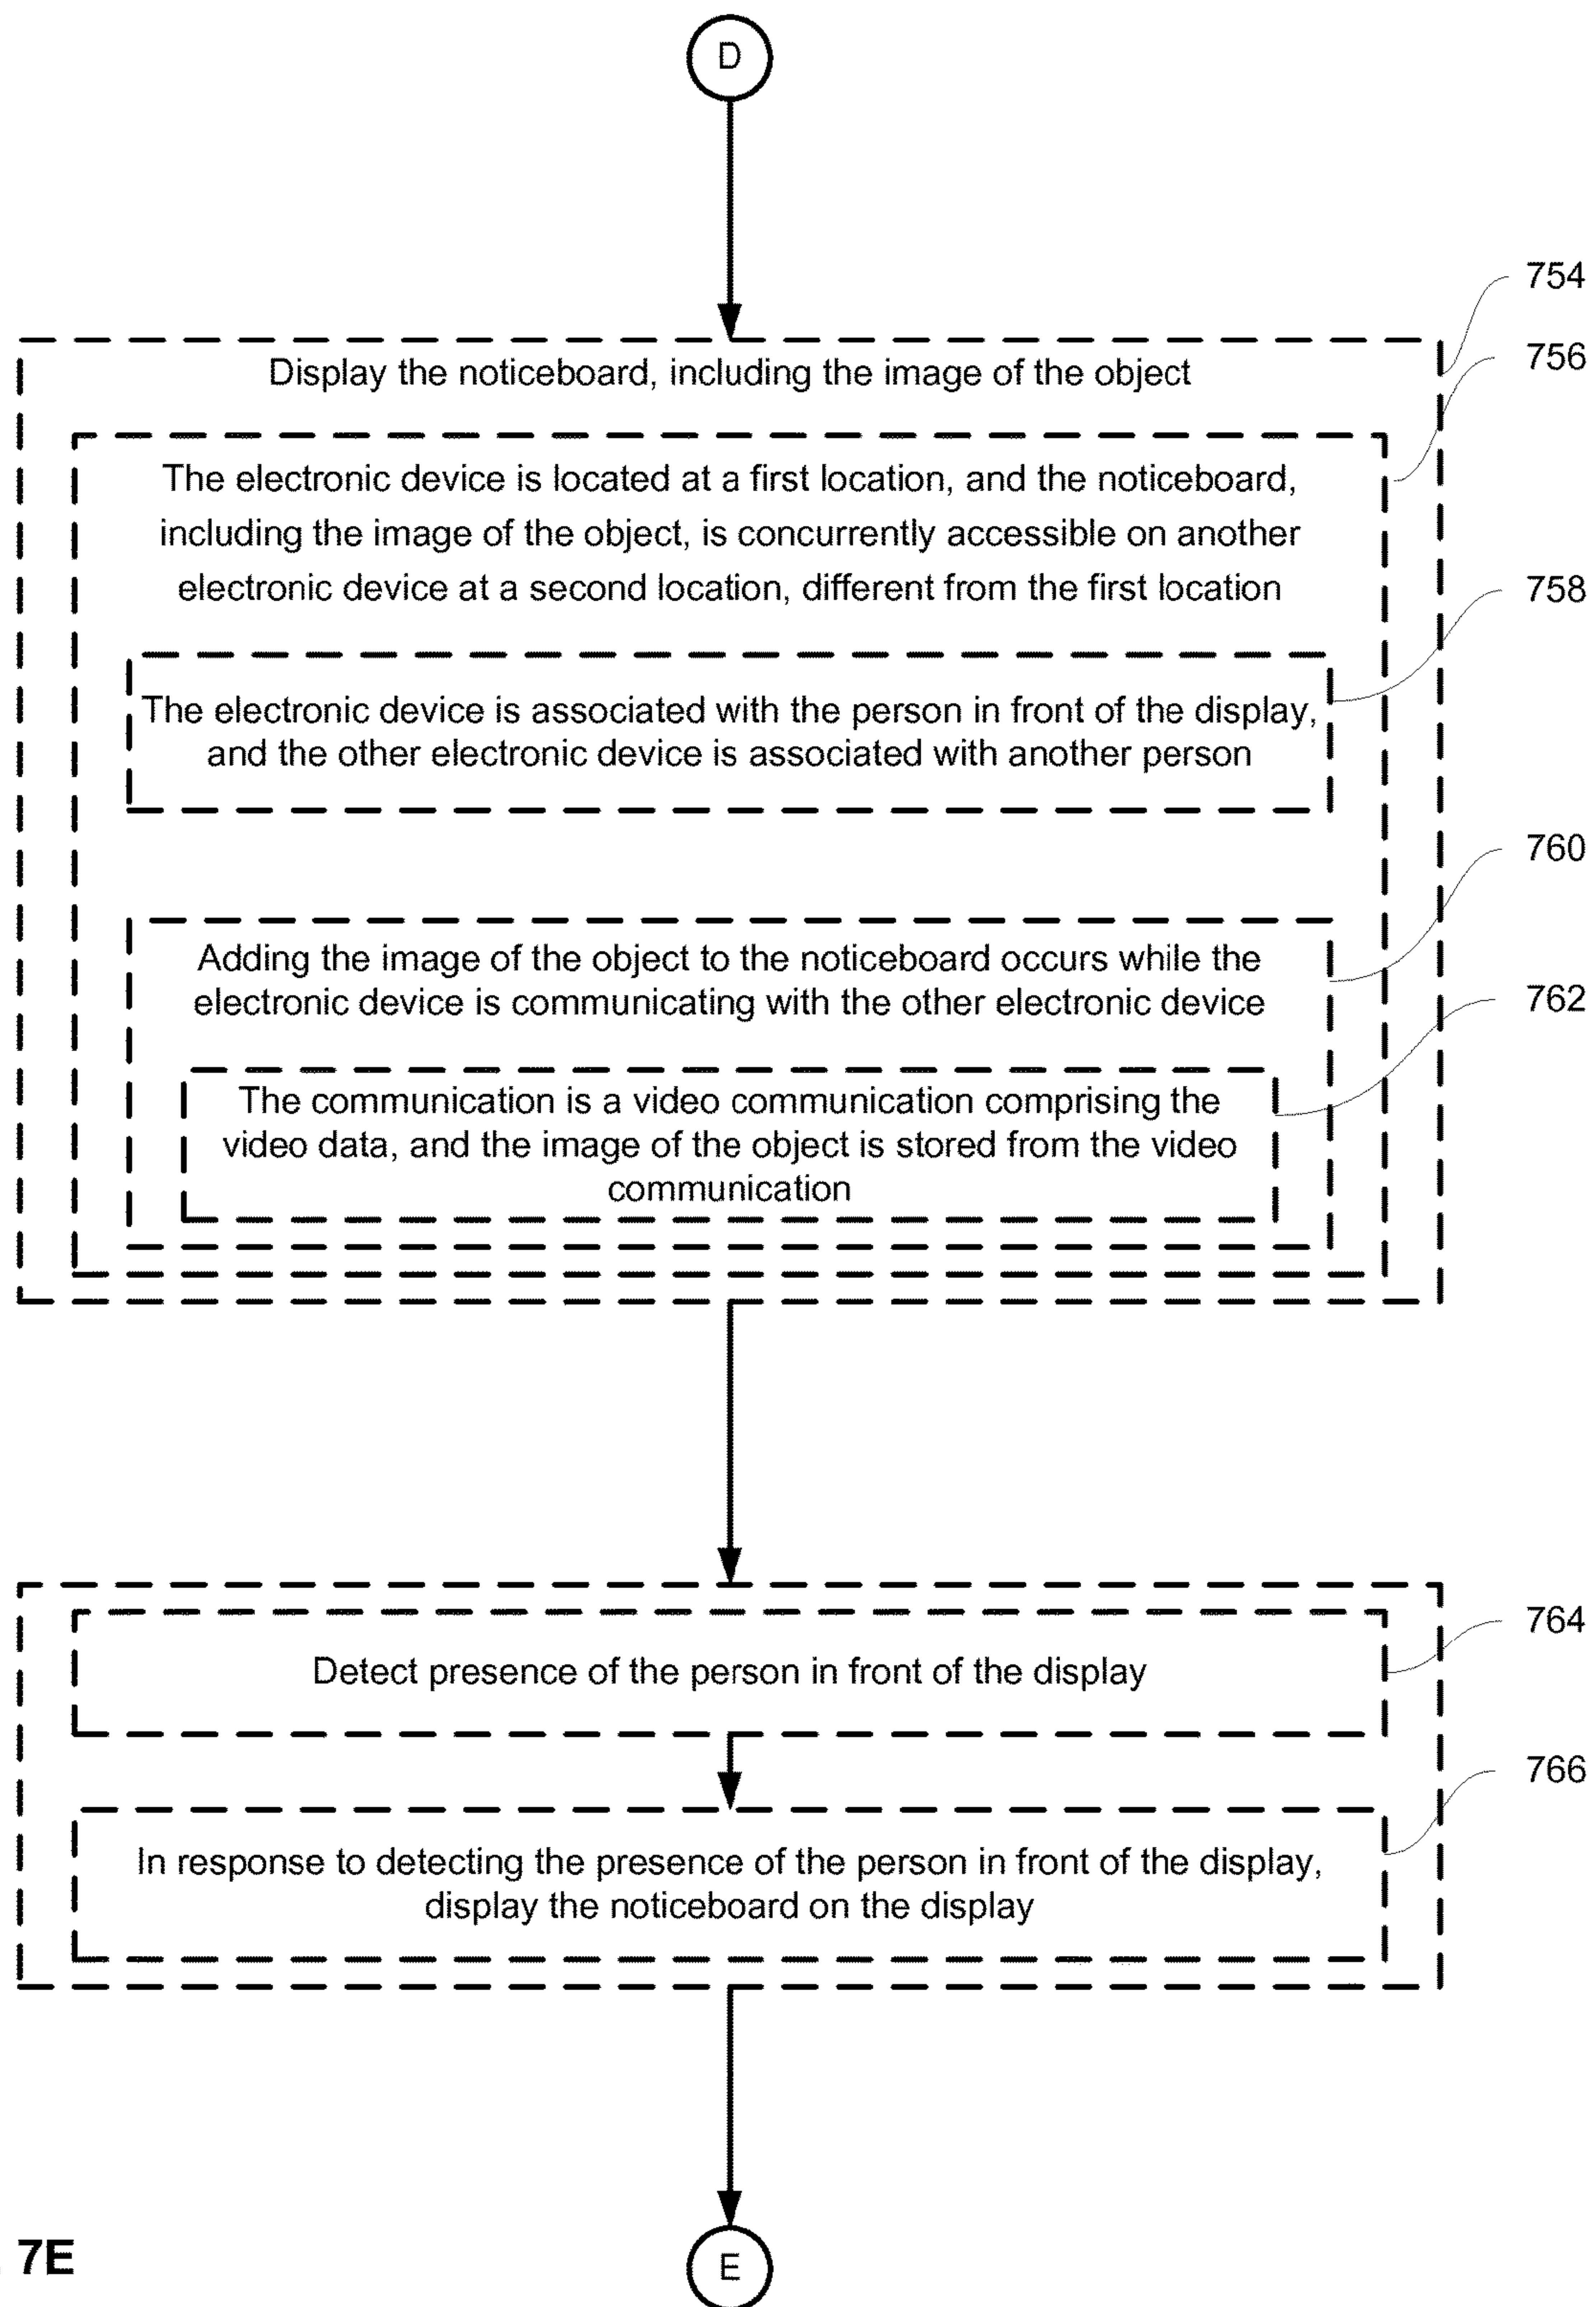 D
754
Display the noticeboard, including the image of the object
756
The electronic device is located at a first location, and the noticeboard,
including the image of the object, is concurrently accessible on another
electronic device at a second location, different from the first location
758
The electronic device is associated with the person in front of the display,
and the other electronic device is associated with another person
760
Adding the image of the object to the noticeboard occurs while the
electronic device is communicating with the other electronic device
762
The communication is a video communication comprising the
video data, and the image of the object is stored from the video
communication
764
Detect presence of the person in front of the display
766
In response to detecting the presence of the person in front of the display,
display the noticeboard on the display
7E
E